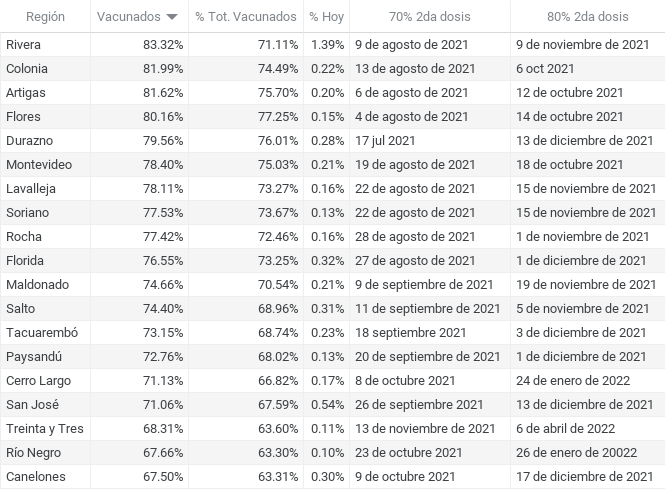 Región Vacunados % Tot. Vacunados % Hoy 70% 2da dosis 80% 2da dosis
Rivera 83.32% 71.11% 1.39% 9 de agosto de 2021 9 de noviembre de 2021
Colonia 81.99% 74.49% 0.22% 13 de agosto de 2021 6 oct 2021
Artigas 81.62% 75.70% 0.20% 6 de agosto de 2021 12 de octubre 2021
Flores 80.16% 77.25% 0.15% 4 de agosto de 2021 14 de octubre 2021
Durazno 79.56% 76.01% 0.28% 17 jul 2021 13 de diciembre de 2021
Montevideo 78.40% 75.03% 0.21% 19 de agosto de 2021 18 de octubre 2021
Lavalleja 78.11% 73.27% 0.16% 22 de agosto de 2021 15 de noviembre de 2021
Soriano 77.53% 73.67% 0.13% 22 de agosto de 2021 15 de noviembre de 2021
Rocha 77.42% 72.46% 0.16% 28 de agosto de 2021 1 de noviembre de 2021
Florida 76.55% 73.25% 0.32% 27 de agosto de 2021 1 de diciembre de 2021
Maldonado 74.66% 70.54% 0.21% 9 de septiembre de 2021 19 de noviembre de 2021
Salto 74.40% 68.96% 0.31% 11 de septiembre de 2021 5 de noviembre de 2021
Tacuarembó 73.15% 68.74% 0.23% 18 septiembre 2021 3 de diciembre de 2021
Paysandú 72.76% 68.02% 0.13% 20 de septiembre de 2021 1 de diciembre de 2021
Cerro Largo 71.13% 66.82% 0.17% 8 de octubre 2021 24 de enero de 2022
San José 71.06% 67.59% 0.54% 26 de septiembre 2021 13 de diciembre de 2021
Treinta y Tres 68.31% 63.60% 0.11% 13 de noviembre de 2021 6 de abril de 2022
Río Negro 67.66% 63.30% 0.10% 23 de octubre 2021 26 de enero de 20022
Canelones 67.50% 63.31% 0.30% 9 de octubre 2021 17 de diciembre de 2021